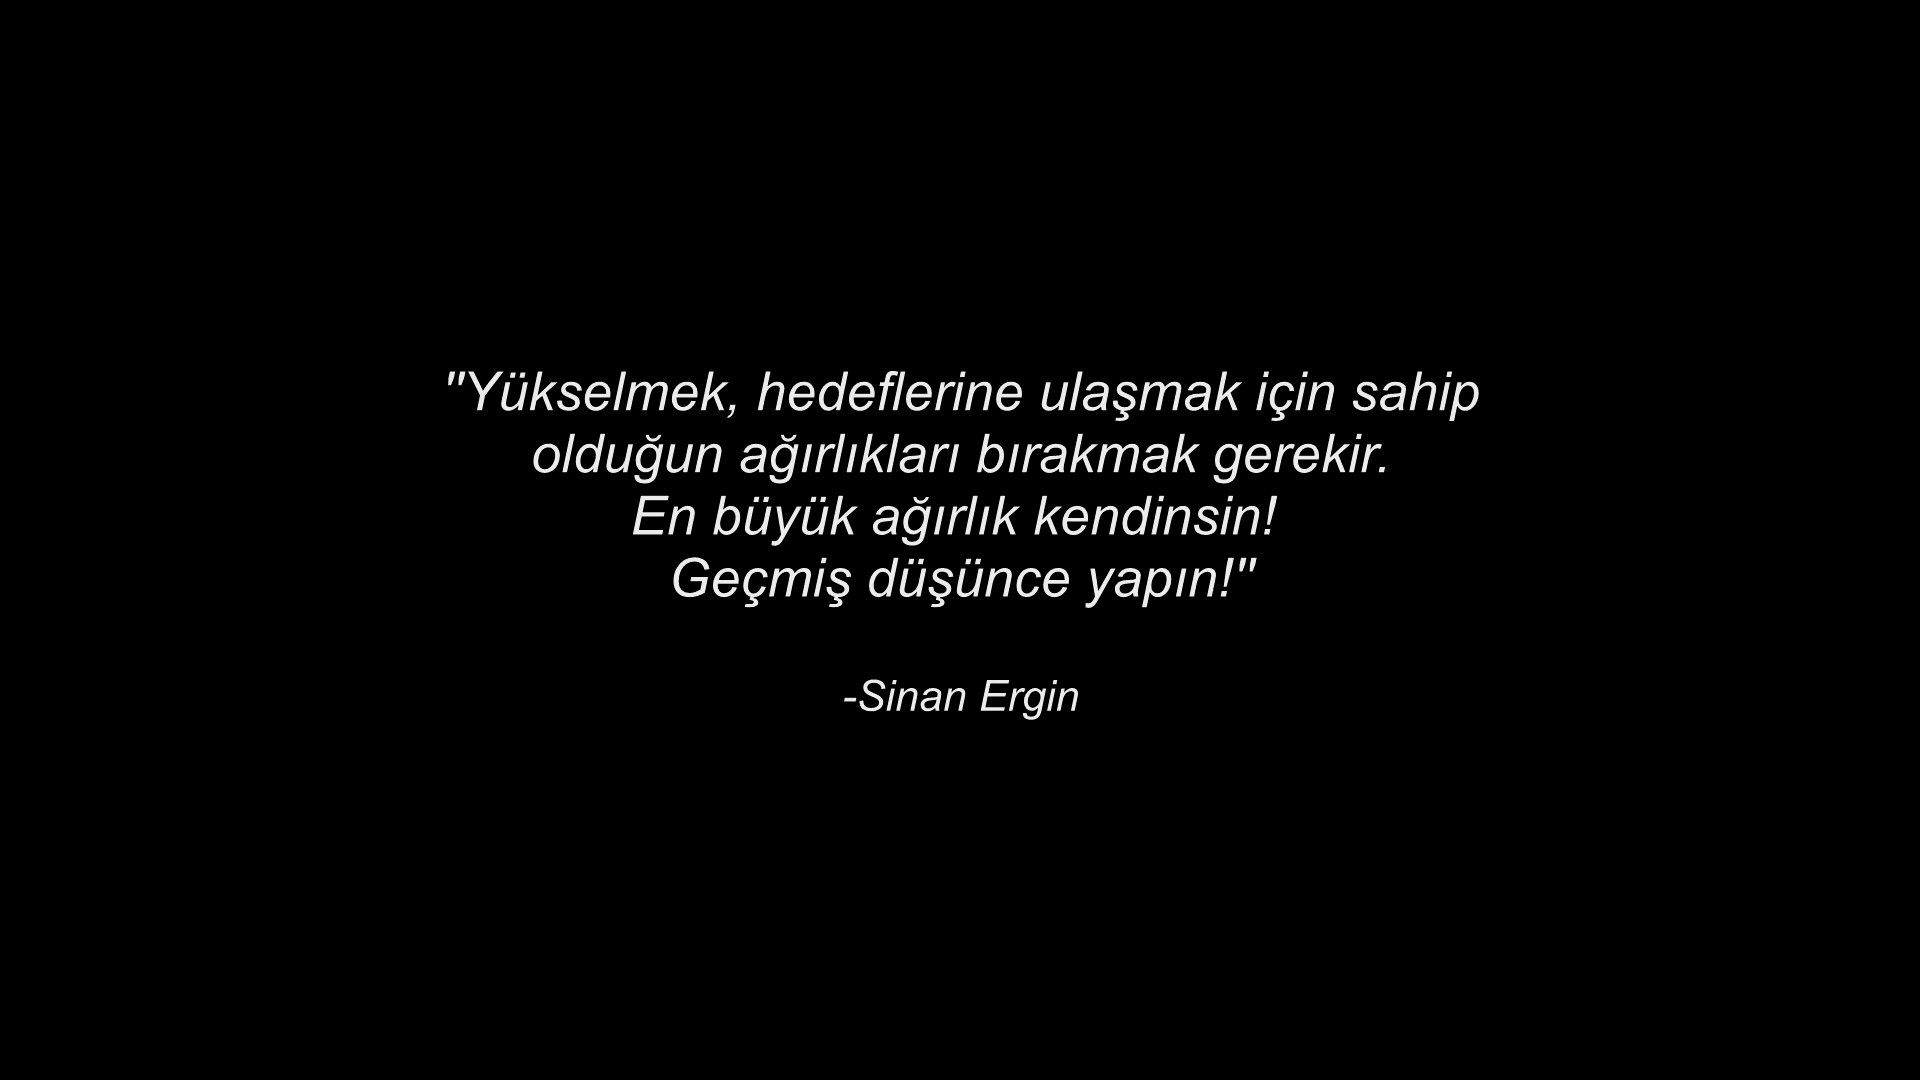 "Yükselmek, hedeflerine ulaşmak için sahip
olduğun ağırlıkları bırakmak gerekir.
En büyük ağırlık kendinsin!
Geçmiş düşünce yapın!"
-Sinan Ergin